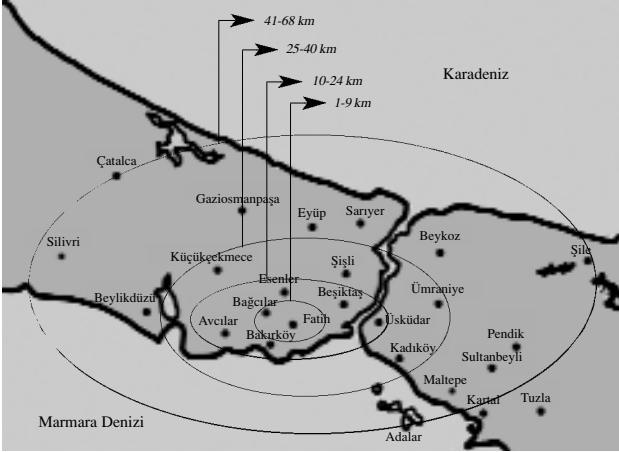 41-68 km
25-40 km
10-24 km
1-9 km
Karadeniz
Çatalca
Gaziosmanpaşa
Eyüp
Sarıyer
Beykoz
Silivri
Şile
Küçükçekmece
Şişli
Esenler
Beylikdüzü
Bağcılar
Beşiktaş
Ümraniye
Avcılar
Fatih
Üsküdar
Bakırköy
Kadıköy
Pendik
Sultanbeyli
Maltepe
Kartal
Tuzla
Marmara Denizi
Adalar